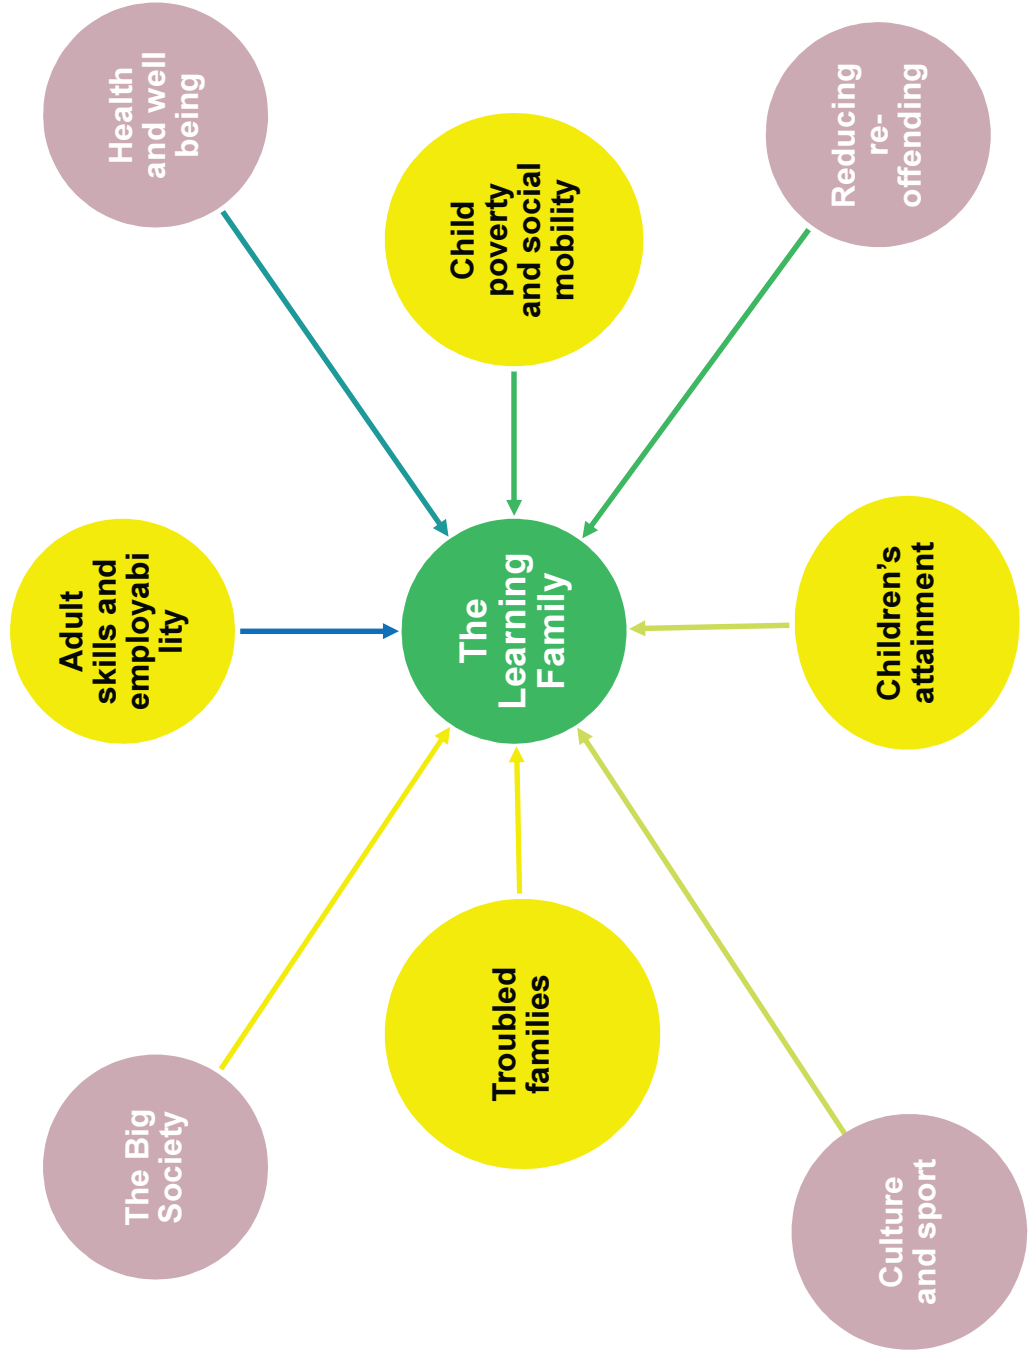 The Big
Society
Adult
skills and
employabi
lity
Health
and well
being
Troubled
families
The
Learning
Family
Child
poverty
and social
mobility
Culture
and sport
Children’s
attainment
Reducing
re-
offending